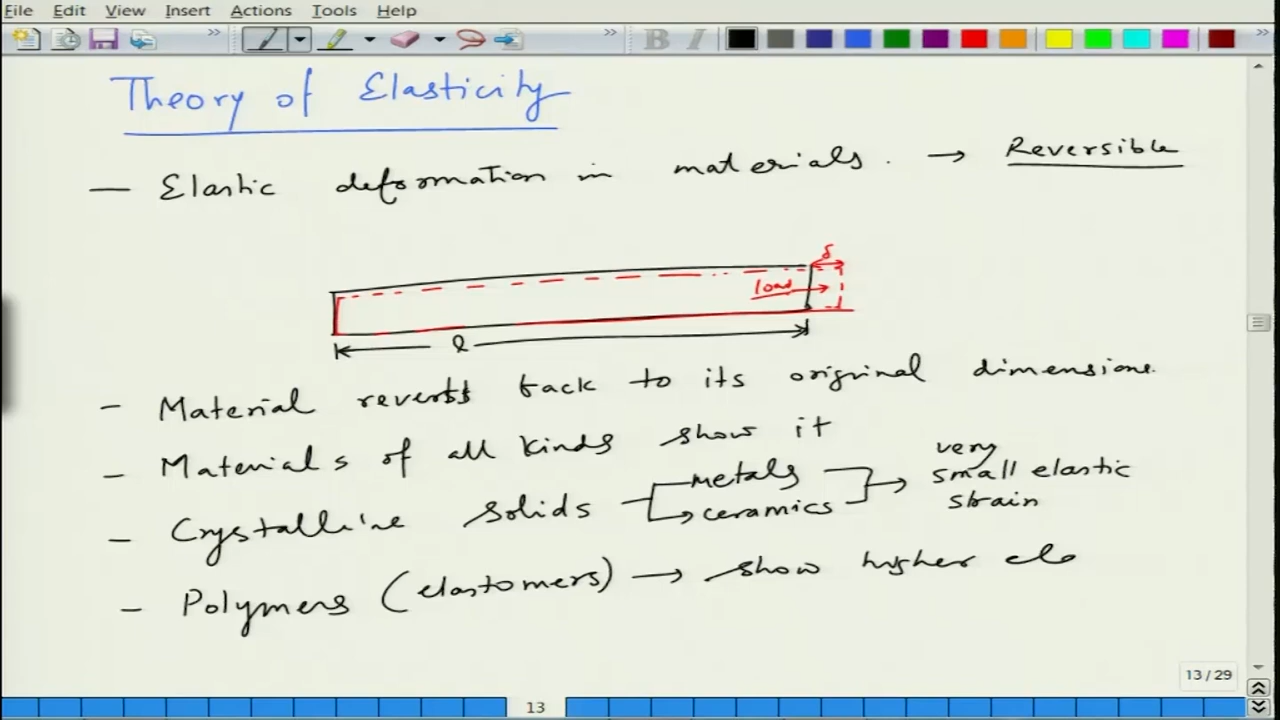 File Edit View Insert Actions Tools Help
Theory of Elasticity
— Elastic deformation in materials. → Reversible
δ
load
l
- Material reverts back to its original dimensions.
- Materials of all kinds show it
- Crystalline solids metals → ceramics → very small elastic strain
- Polymers (elastomers) → show higher ela
13 / 29
13